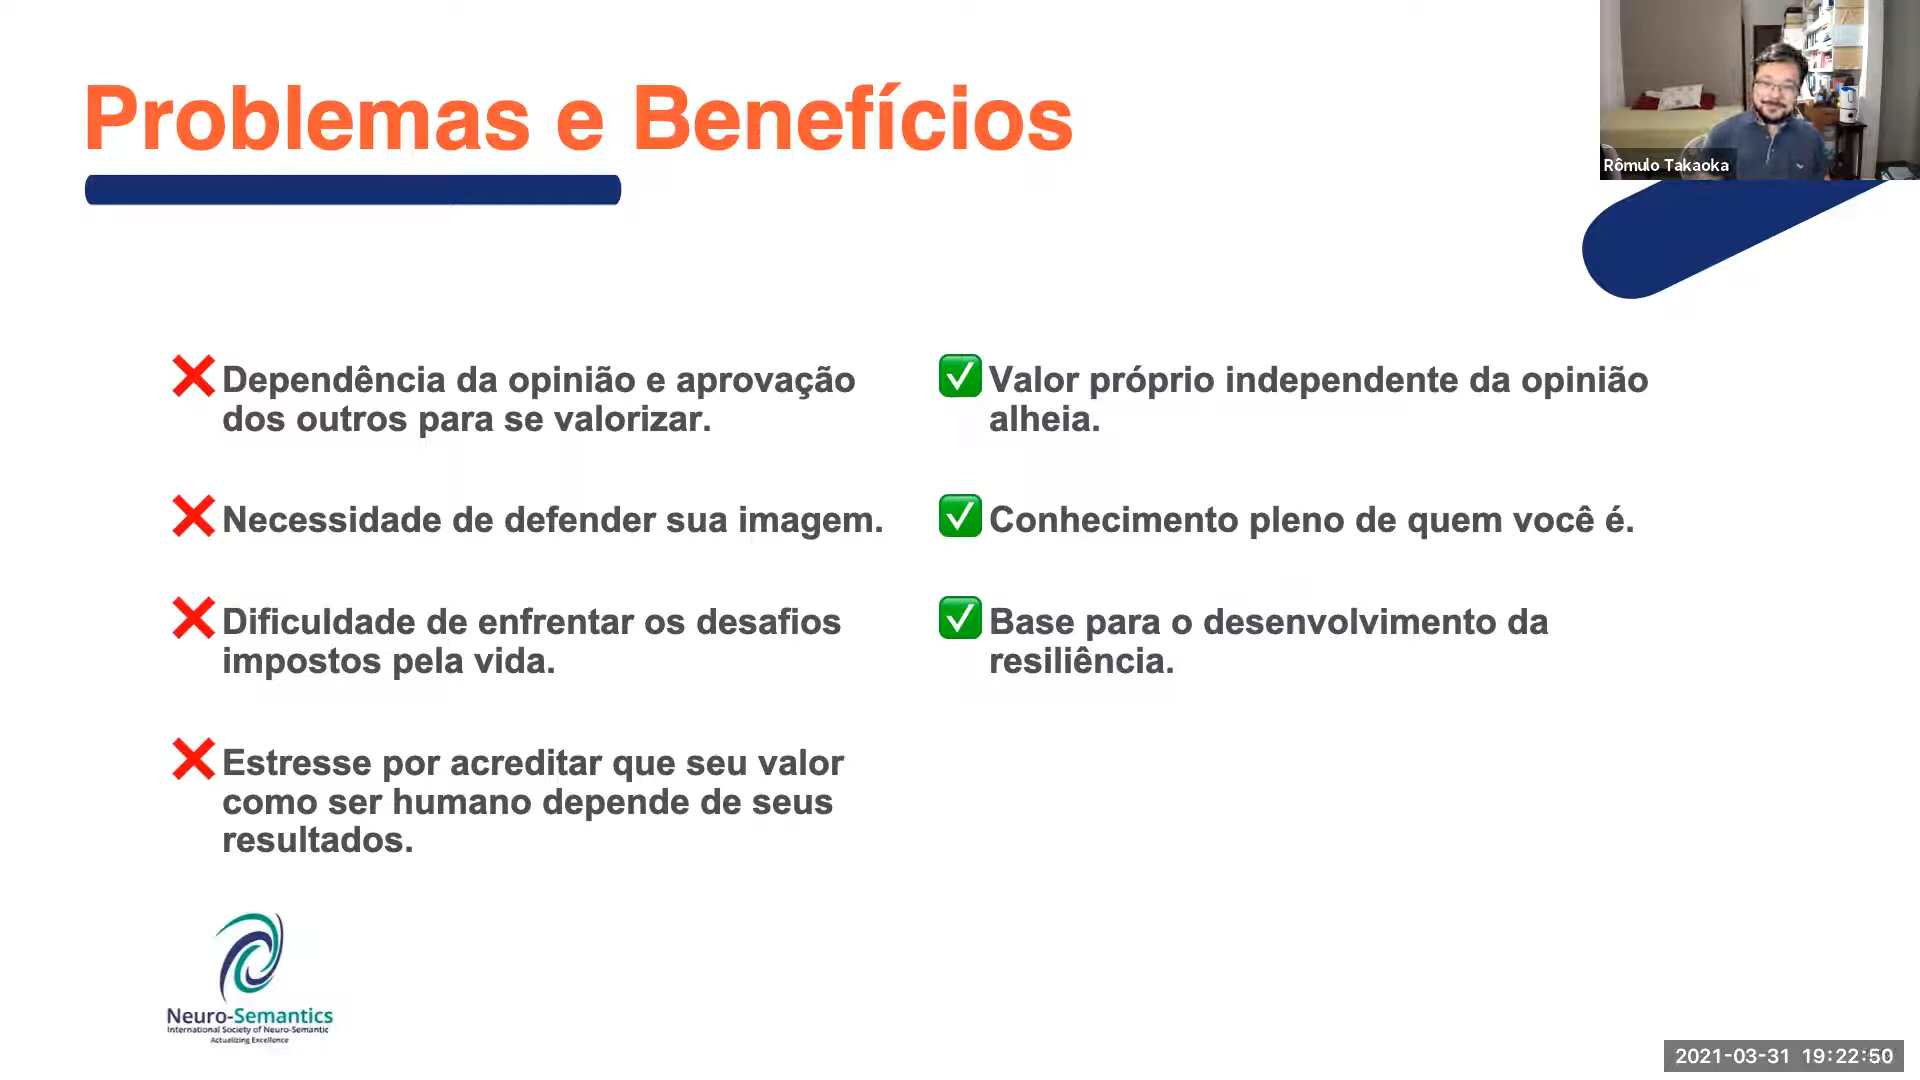 Problemas e Benefícios
Rômulo Takaoka
❌ Dependência da opinião e aprovação
dos outros para se valorizar.
❌ Necessidade de defender sua imagem.
❌ Dificuldade de enfrentar os desafios
impostos pela vida.
❌ Estresse por acreditar que seu valor
como ser humano depende de seus
resultados.
✅ Valor próprio independente da opinião
alheia.
✅ Conhecimento pleno de quem você é.
✅ Base para o desenvolvimento da
resiliência.
Neuro-Semantics
International Society of Neuro-Semantic
Actualizing Excellence
2021-03-31 19:22:50